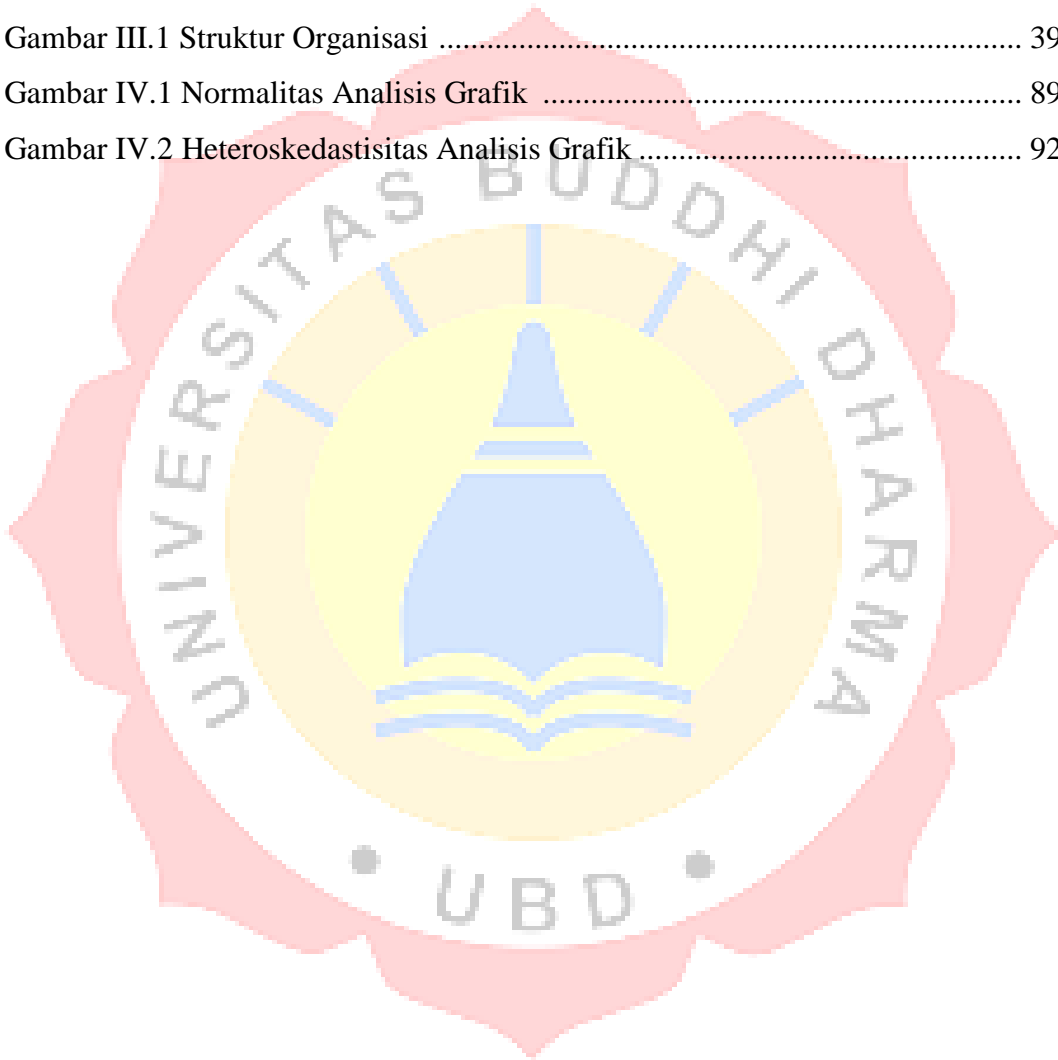 Gambar III.1 Struktur Organisasi ........................................................................ 39
Gambar IV.1 Normalitas Analisis Grafik ........................................................... 89
Gambar IV.2 Heteroskedastisitas Analisis Grafik ............................................... 92
UNIVERSITAS BUDDHI DHARMA
• UBD •